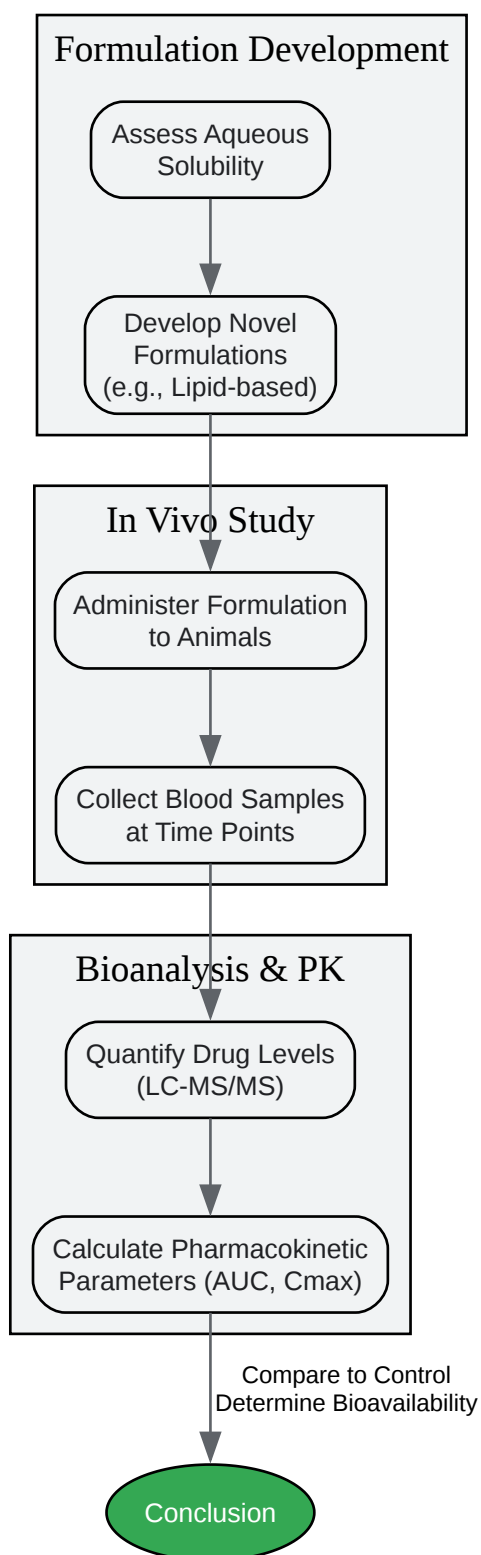 Formulation Development
Assess Aqueous
Solubility
Develop Novel
Formulations
(e.g., Lipid-based)
In Vivo Study
Administer Formulation
to Animals
Collect Blood Samples
at Time Points
Bioanalysis & PK
Quantify Drug Levels
(LC-MS/MS)
Calculate Pharmacokinetic
Parameters (AUC, Cmax)
Compare to Control
Determine Bioavailability
Conclusion